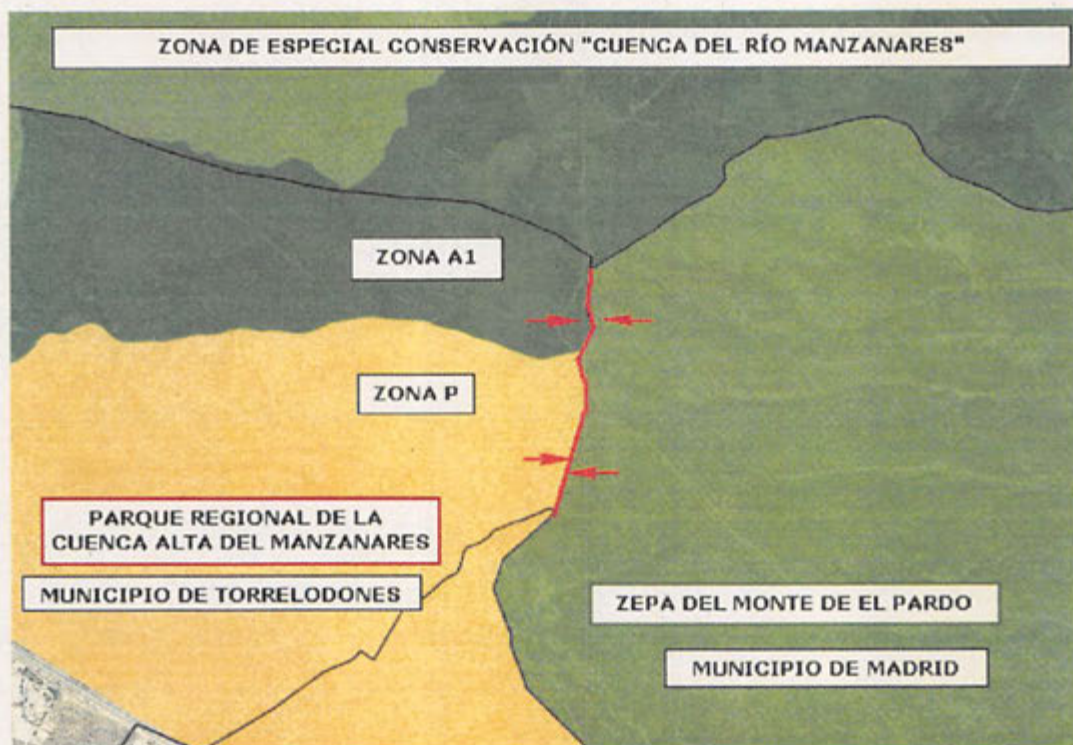 ZONA DE ESPECIAL CONSERVACIÓN "CUENCA DEL RÍO MANZANARES"
ZONA A1
ZONA P
PARQUE REGIONAL DE LA
CUENCA ALTA DEL MANZANARES
MUNICIPIO DE TORRELODONES
ZEPA DEL MONTE DE EL PARDO
MUNICIPIO DE MADRID